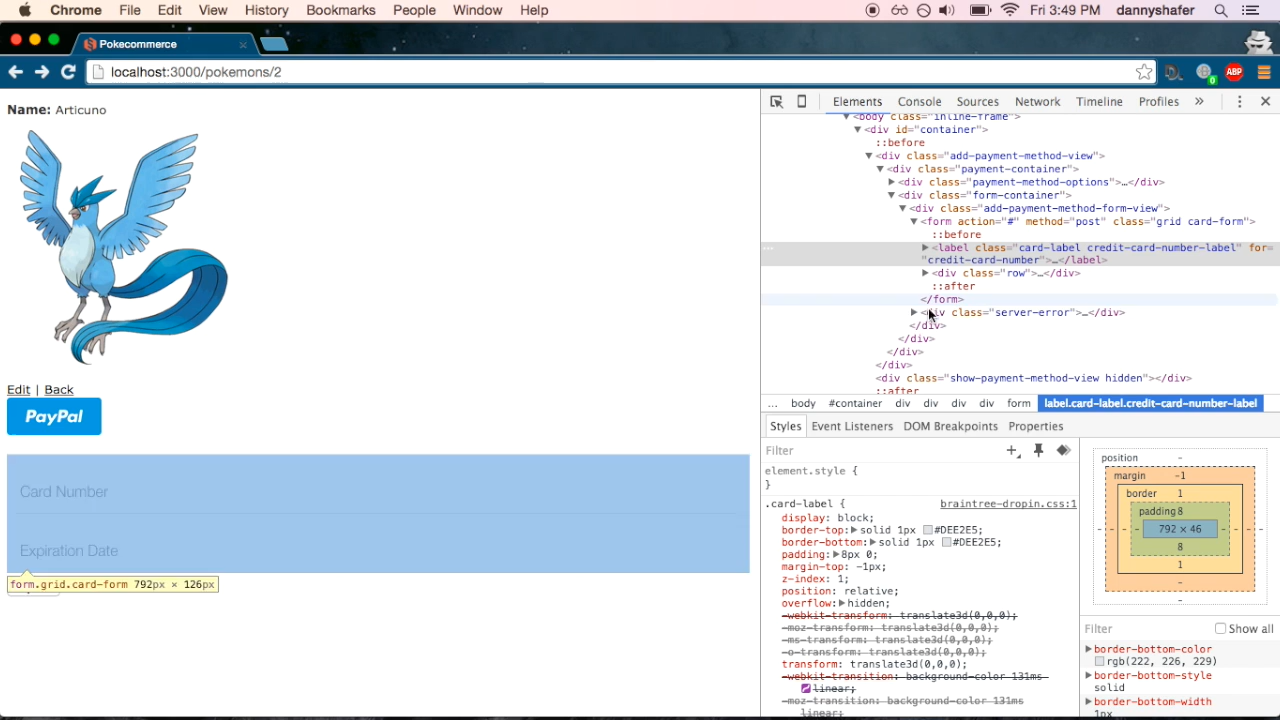 Chrome File Edit View History Bookmarks People Window Help Fri 3:49 PM dannyshafer
Pokecommerce
localhost:3000/pokemons/2
ABP
Name: Articuno
Edit | Back
PayPal
Card Number
Expiration Date
form.grid.card-form 792px × 126px
Elements Console Sources Network Timeline Profiles »
<body class="inline-frame">
<div id="container">
::before
<div class="add-payment-method-view">
<div class="payment-container">
<div class="payment-method-options">…</div>
<div class="form-container">
<div class="add-payment-method-form-view">
<form action="#" method="post" class="grid card-form">
::before
<label class="card-label credit-card-number-label" for=
"credit-card-number">…</label>
<div class="row">…</div>
::after
</form>
<div class="server-error">…</div>
</div>
</div>
</div>
</div>
<div class="show-payment-method-view hidden"></div>
::after
... body #container div div div div form label.card-label.credit-card-number-label
Styles Event Listeners DOM Breakpoints Properties
Filter
element.style {
}
.card-label { braintree-dropin.css:1
display: block;
border-top: solid 1px #DEE2E5;
border-bottom: solid 1px #DEE2E5;
padding: 8px 0;
margin-top: -1px;
z-index: 1;
position: relative;
overflow: hidden;
-webkit-transform: translate3d(0,0,0);
-moz-transform: translate3d(0,0,0);
-ms-transform: translate3d(0,0,0);
-o-transform: translate3d(0,0,0);
transform: translate3d(0,0,0);
-webkit-transition: background-color 131ms
linear;
-moz-transition: background-color 131ms
linear;
position -
margin -1
border 1
padding 8
- - - 792 × 46 - - -
8
1
-
-
Filter Show all
border-bottom-color
rgb(222, 226, 229)
border-bottom-style
solid
border-bottom-width
1px